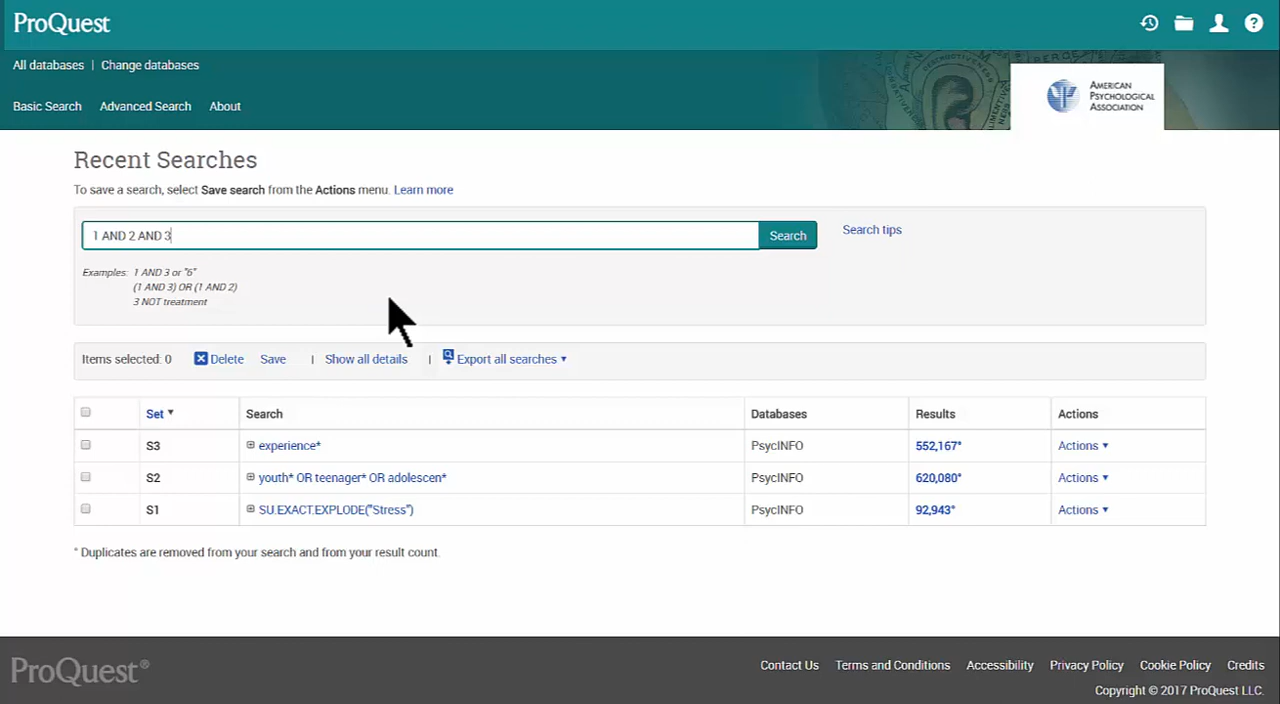 ProQuest
All databases | Change databases
Basic Search Advanced Search About
AMERICAN
PSYCHOLOGICAL
ASSOCIATION
Recent Searches
To save a search, select Save search from the Actions menu. Learn more
1 AND 2 AND 3 Search Search tips
Examples: 1 AND 3 or "6"
(1 AND 3) OR (1 AND 2)
3 NOT treatment
Items selected: 0 Delete Save | Show all details | Export all searches
Set Search Databases Results Actions
S3 experience* PsycINFO 552,167* Actions
S2 youth* OR teenager* OR adolescen* PsycINFO 620,080* Actions
S1 SU.EXACT.EXPLODE("Stress") PsycINFO 92,943* Actions
* Duplicates are removed from your search and from your result count.
ProQuest®
Contact Us Terms and Conditions Accessibility Privacy Policy Cookie Policy Credits
Copyright © 2017 ProQuest LLC.